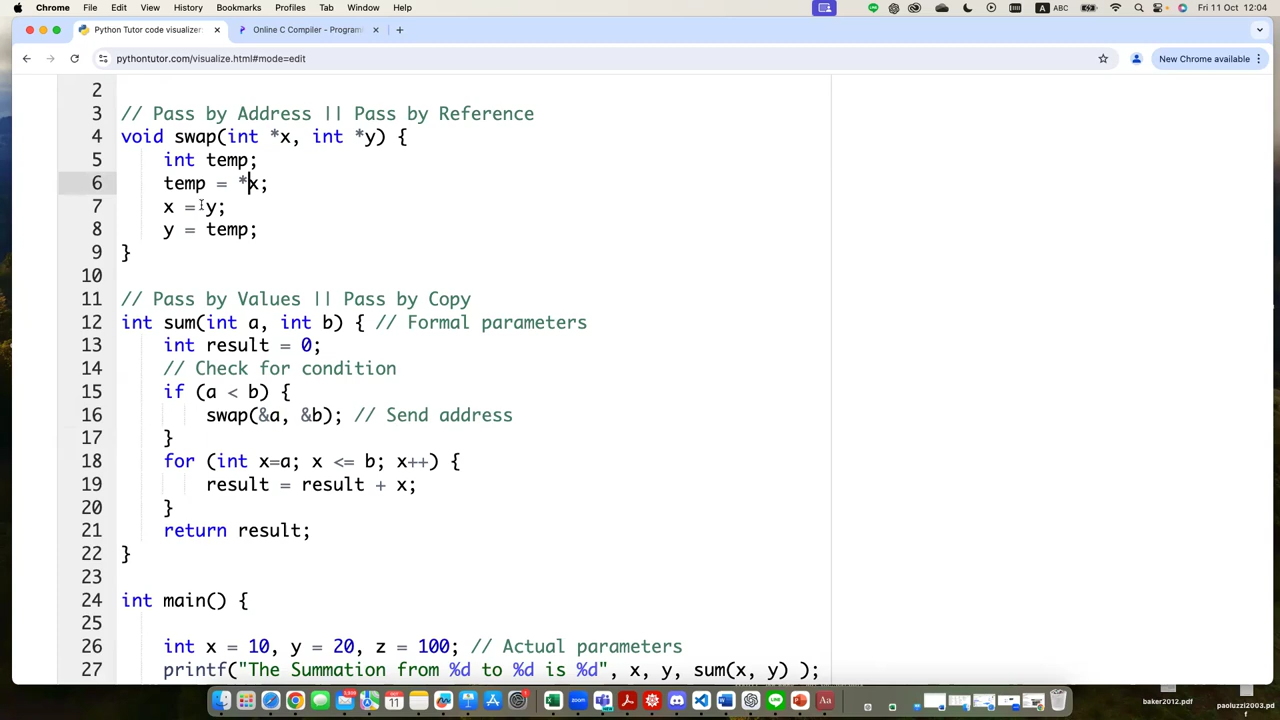 Chrome File Edit View History Bookmarks Profiles Tab Window Help
A ABC Fri 11 Oct 12:04
Python Tutor code visualizer: Online C Compiler - Program
pythontutor.com/visualize.html#mode=edit New Chrome available
2
3 // Pass by Address || Pass by Reference
4 void swap(int *x, int *y) {
5 int temp;
6 temp = *x;
7 x = y;
8 y = temp;
9 }
10
11 // Pass by Values || Pass by Copy
12 int sum(int a, int b) { // Formal parameters
13 int result = 0;
14 // Check for condition
15 if (a < b) {
16 swap(&a, &b); // Send address
17 }
18 for (int x=a; x <= b; x++) {
19 result = result + x;
20 }
21 return result;
22 }
23
24 int main() {
25
26 int x = 10, y = 20, z = 100; // Actual parameters
27 printf("The Summation from %d to %d is %d", x, y, sum(x, y) );
zoom
baker2012.pdf
paoluzzi2003.pd
f